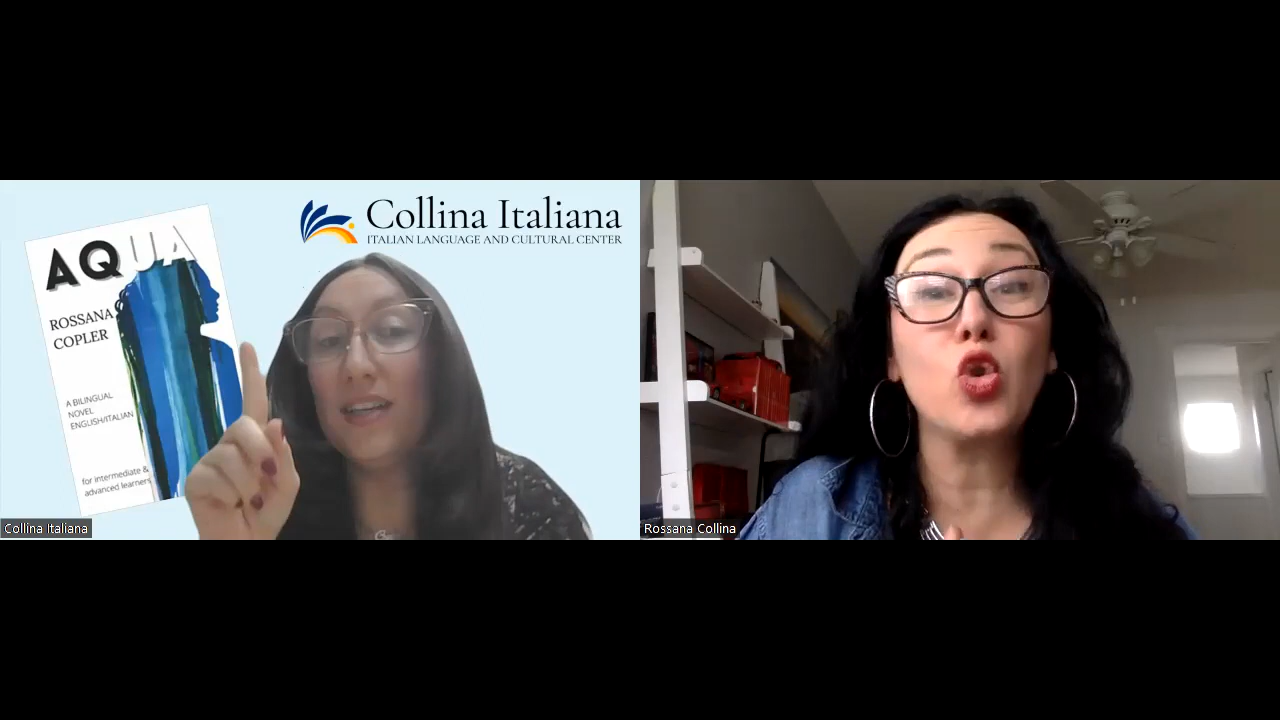 AQUA
ROSSANA
COPLER
A BILINGUAL
NOVEL
ENGLISH/ITALIAN
for intermediate &
advanced learners
Collina Italiana
ITALIAN LANGUAGE AND CULTURAL CENTER
Collina Italiana
Rossana Collina